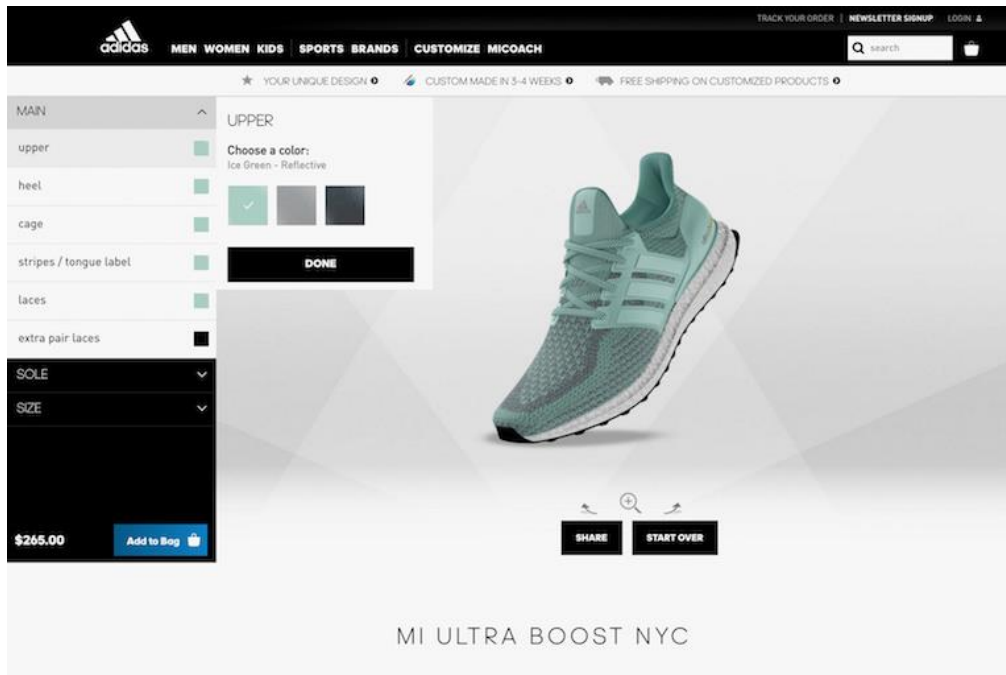 TRACK YOUR ORDER | NEWSLETTER SIGNUP LOGIN
adidas MEN WOMEN KIDS SPORTS BRANDS CUSTOMIZE MICOACH search
YOUR UNIQUE DESIGN CUSTOM MADE IN 3-4 WEEKS FREE SHIPPING ON CUSTOMIZED PRODUCTS
MAIN
upper
heel
cage
stripes / tongue label
laces
extra pair laces
SOLE
SIZE
$265.00 Add to Bag
UPPER
Choose a color:
Ice Green - Reflective
DONE
SHARE START OVER
MI ULTRA BOOST NYC